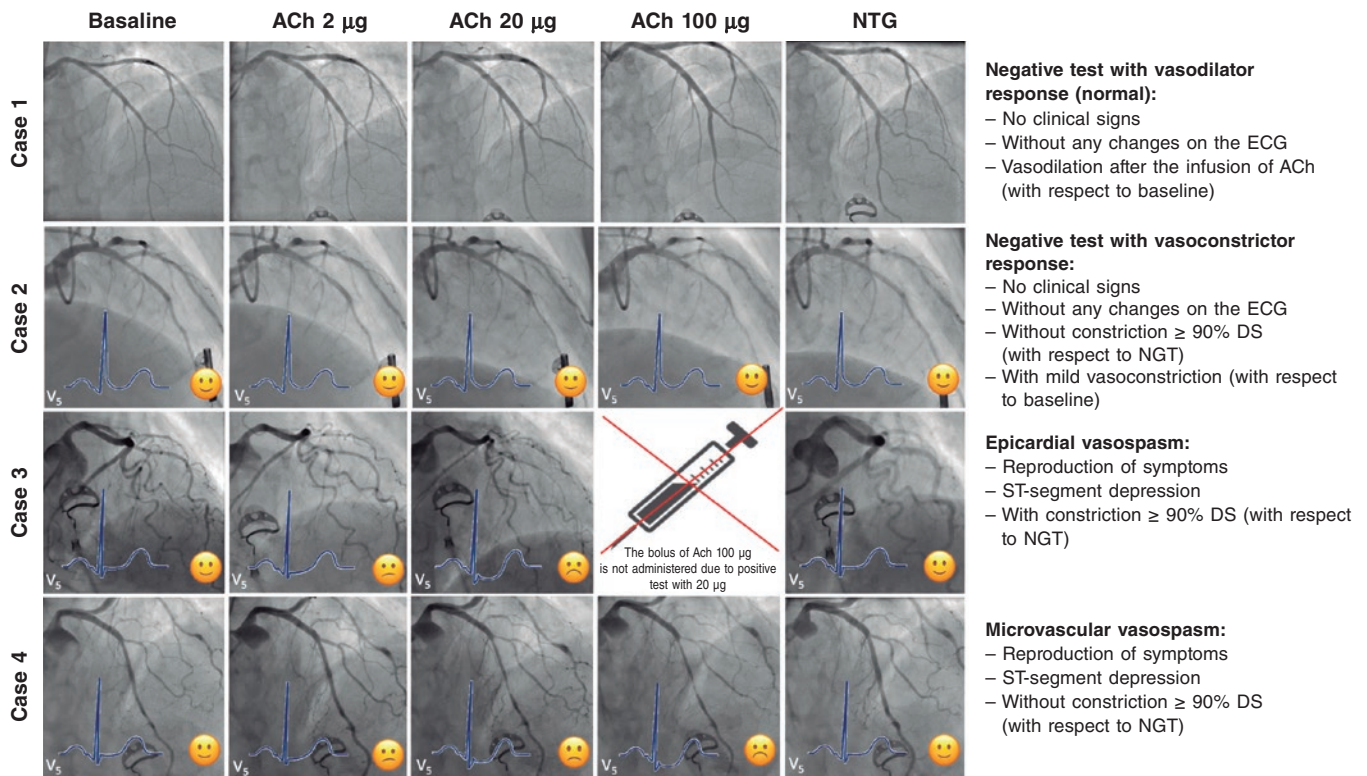 Basaline
ACh 2 μg
ACh 20 μg
ACh 100 μg
NTG
Case 1
Negative test with vasodilator
response (normal):
– No clinical signs
– Without any changes on the ECG
– Vasodilation after the infusion of ACh
(with respect to baseline)
Case 2
V5
V5
V5
V5
V5
Negative test with vasoconstrictor
response:
– No clinical signs
– Without any changes on the ECG
– Without constriction ≥ 90% DS
(with respect to NGT)
– With mild vasoconstriction (with respect
to baseline)
Case 3
V5
V5
V5
The bolus of Ach 100 μg
is not administered due to positive
test with 20 μg
V5
Epicardial vasospasm:
– Reproduction of symptoms
– ST-segment depression
– With constriction ≥ 90% DS (with respect
to NGT)
Case 4
V5
V5
V5
V5
V5
Microvascular vasospasm:
– Reproduction of symptoms
– ST-segment depression
– Without constriction ≥ 90% DS
(with respect to NGT)